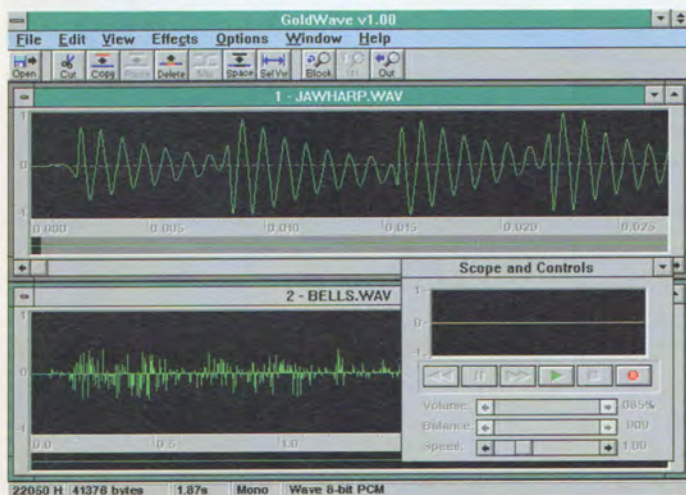 GoldWave v1.00
File Edit View Effects Options Window Help
Open Cut Copy Paste Delete Mix Space SelVw Block In Out
1 - JAWHARP.WAV
1
0
-1
0.000 0.005 0.010 0.015 0.020 0.025
Scope and Controls
1
0
-1
Volume: 085%
Balance: 000
Speed: 1.00
2 - BELLS.WAV
1
0
-1
0.0 0.5 1.0
22050 H 41376 bytes 1.87s Mono Wave 8-bit PCM